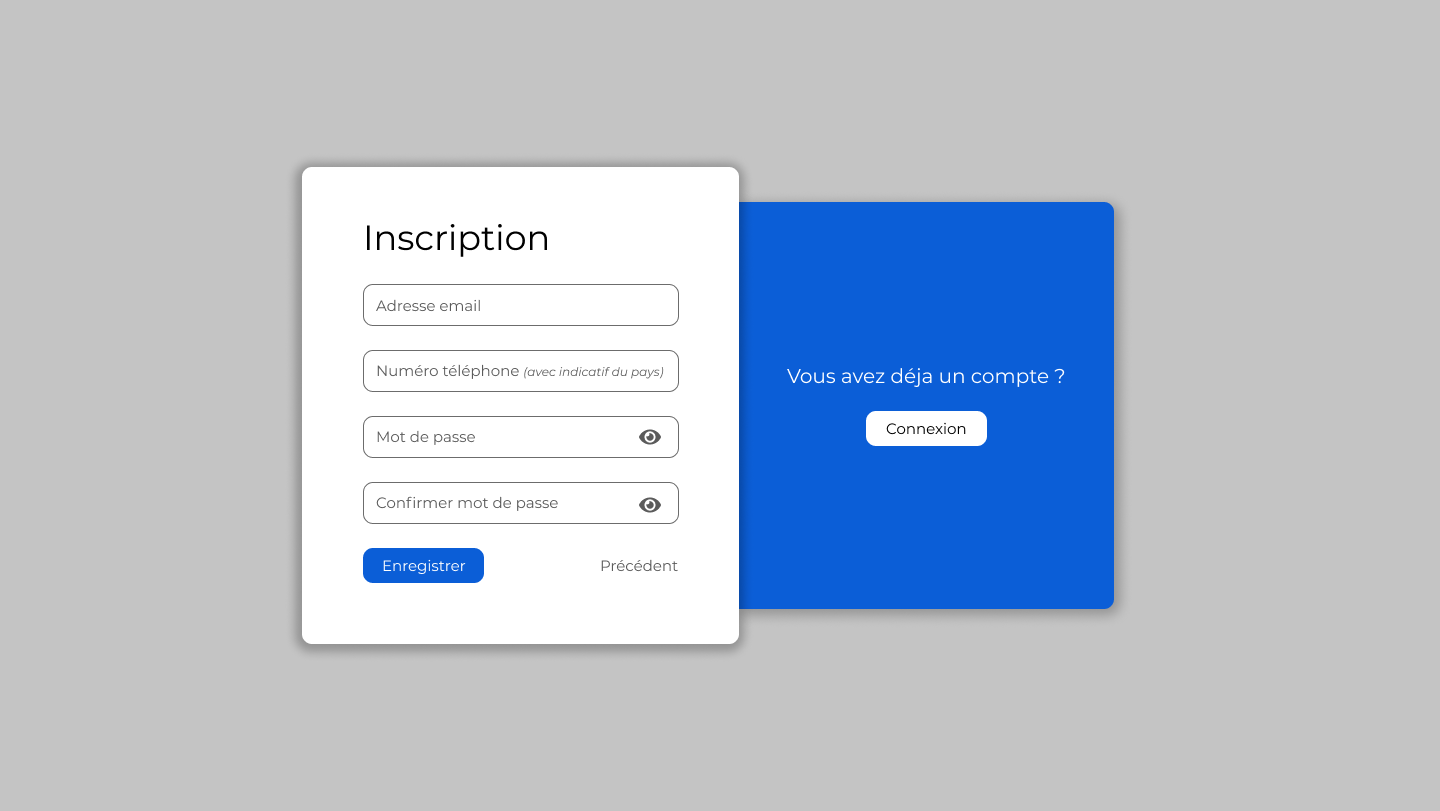 Inscription
Adresse email
Numéro téléphone (avec indicatif du pays)
Mot de passe
Confirmer mot de passe
Enregistrer
Précédent
Vous avez déja un compte ?
Connexion